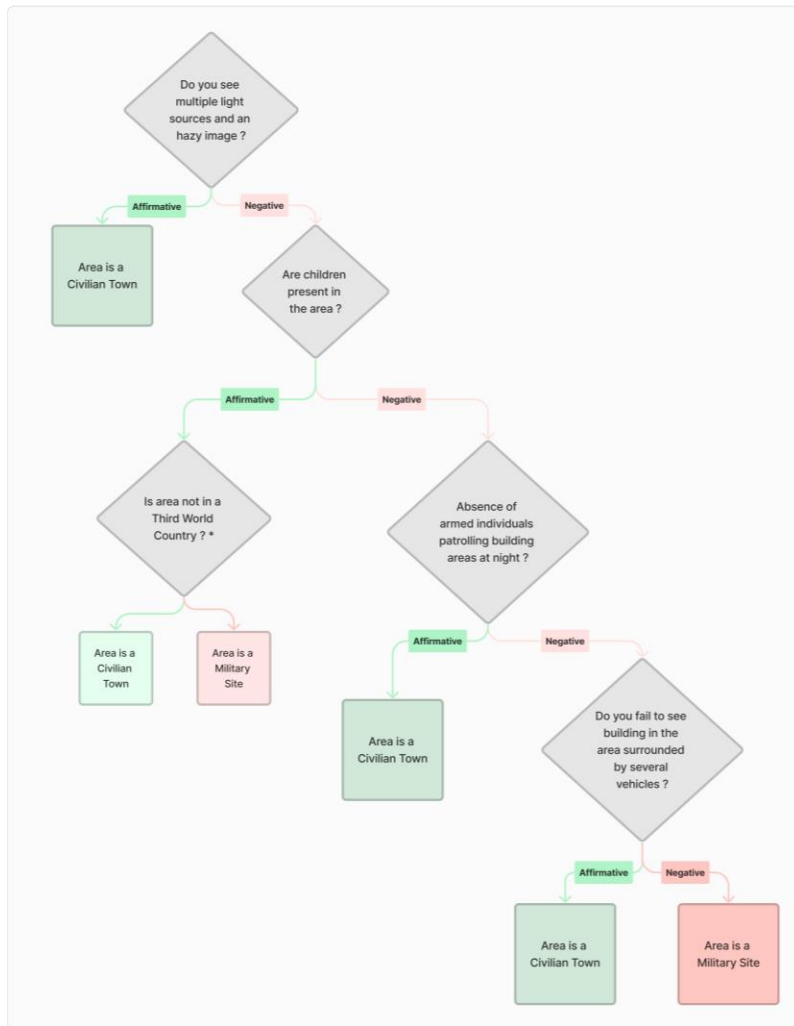 Do you see
multiple light
sources and an
hazy image ?
Affirmative
Negative
Area is a
Civilian Town
Are children
present in
the area ?
Affirmative
Negative
Is area not in a
Third World
Country ? *
Absence of
armed individuals
patrolling building
areas at night ?
Area is a
Civilian
Town
Area is a
Military
Site
Affirmative
Negative
Area is a
Civilian Town
Do you fail to see
building in the
area surrounded
by several
vehicles ?
Affirmative
Negative
Area is a
Civilian Town
Area is a
Military Site